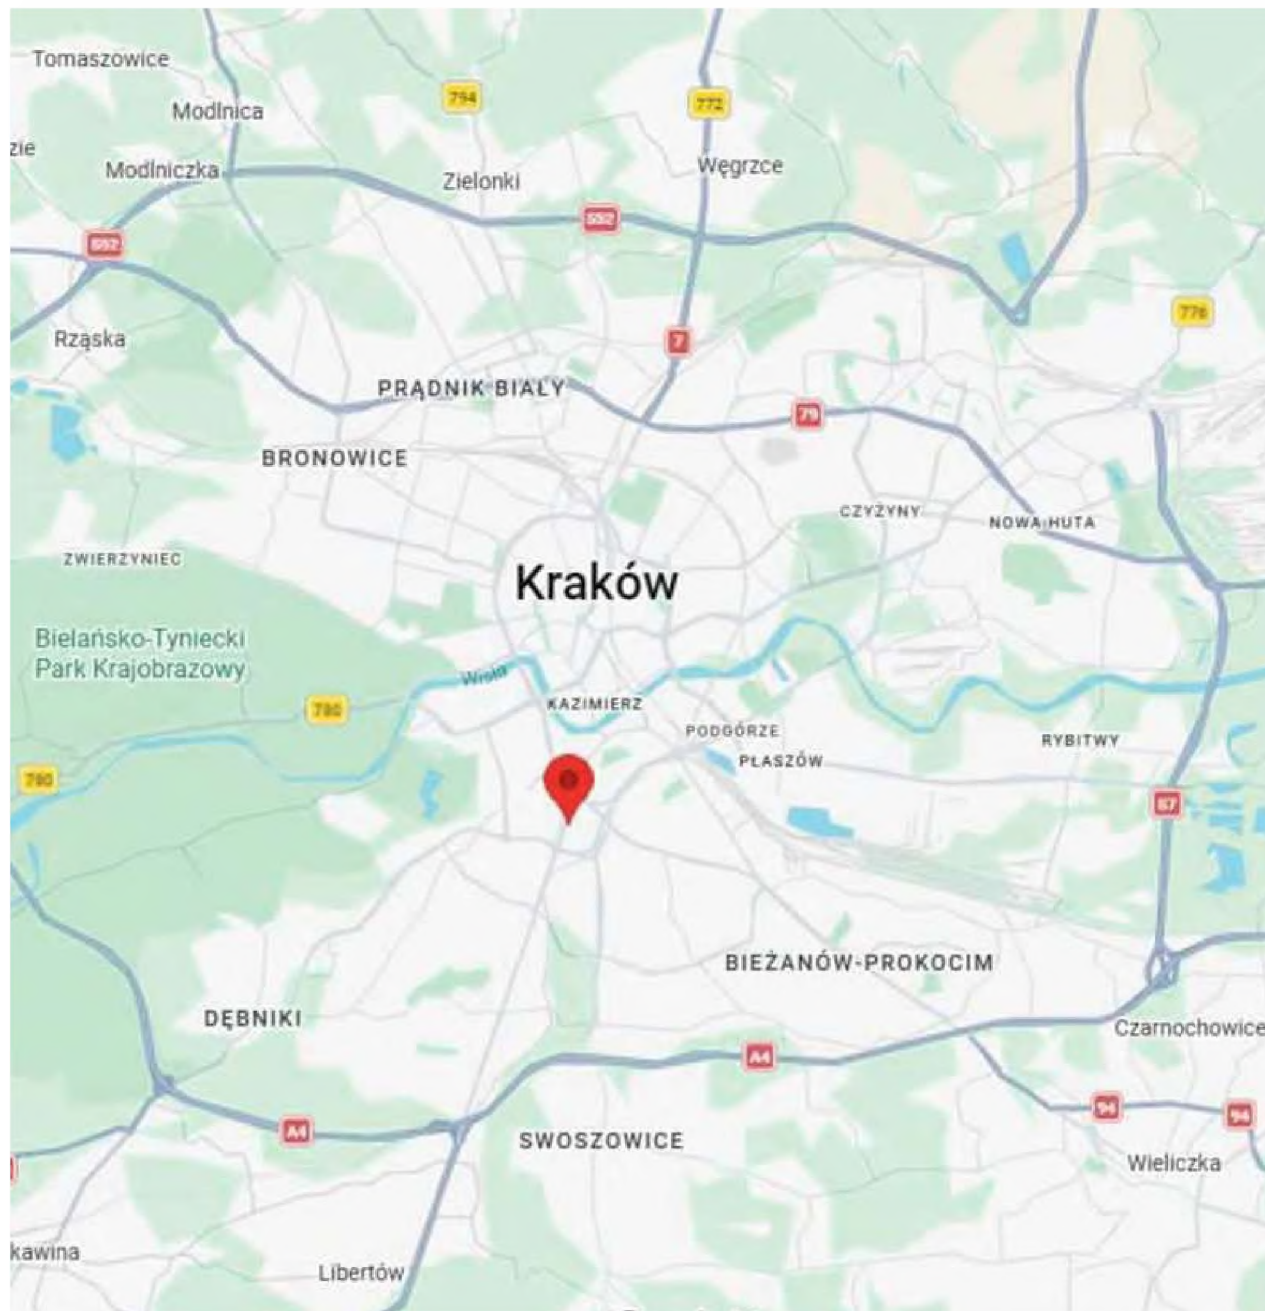 Tomaszowice
794
772
Modlnica
zie
Modlniczka
Węgrzce
Zielonki
S52
S52
776
Rząska
7
PRĄDNIK BIAŁY
79
BRONOWICE
CZYŻYNY
NOWA HUTA
ZWIERZYNIEC
Kraków
Bielańsko-Tyniecki
Park Krajobrazowy
Wisła
780
KAZIMIERZ
PODGÓRZE
RYBITWY
PŁASZÓW
780
S7
BIEŻANÓW-PROKOCIM
DĘBNIKI
Czarnochowice
A4
94
94
A4
SWOSZOWICE
Wieliczka
kawina
Libertów